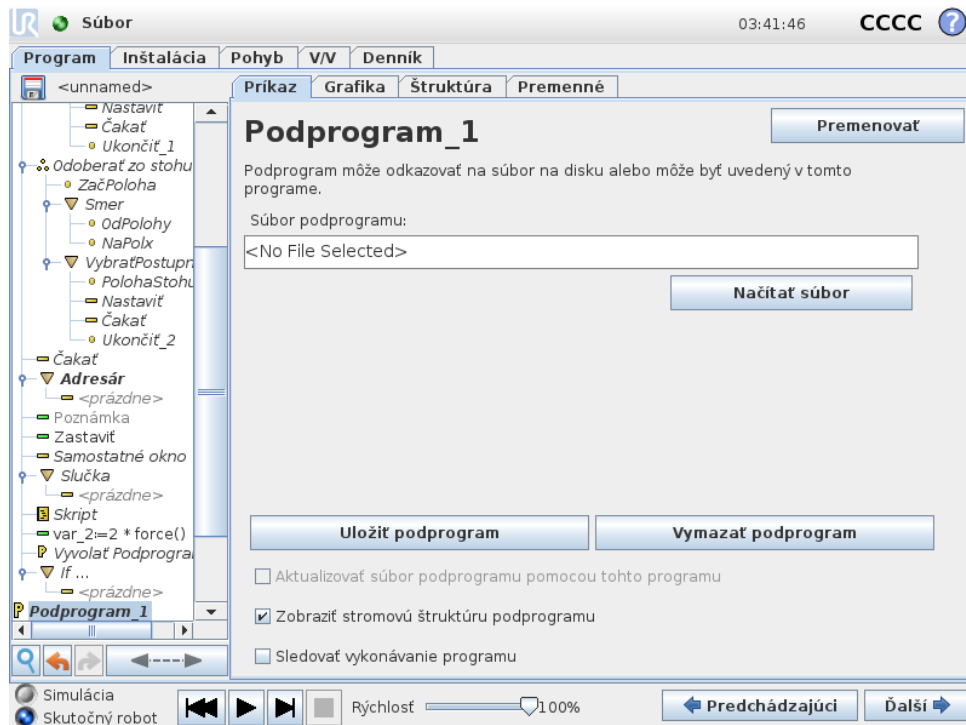 UR Súbor 03:41:46 CCCC ?
Program Inštalácia Pohyb V/V Denník
<unnamed>
Príkaz Grafika Štruktúra Premenné
Nastaviť
Čakať
Ukončiť_1
Odoberať zo stohu
ZačPoloha
Smer
OdPolohy
NaPolx
VybraťPostupn
PolohaStohu
Nastaviť
Čakať
Ukončiť_2
Čakať
Adresár
<prázdne>
Poznámka
Zastaviť
Samostatné okno
Slučka
<prázdne>
Skript
var_2:=2 * force()
Vyvolať Podprogra
If ...
<prázdne>
Podprogram_1
Podprogram_1
Premenovať
Podprogram môže odkazovať na súbor na disku alebo môže byť uvedený v tomto
programe.
Súbor podprogramu:
<No File Selected>
Načítať súbor
Uložiť podprogram
Vymazať podprogram
Aktualizovať súbor podprogramu pomocou tohto programu
Zobraziť stromovú štruktúru podprogramu
Sledovať vykonávanie programu
Simulácia
Skutočný robot
Rýchlosť 100%
Predchádzajúci
Ďalší